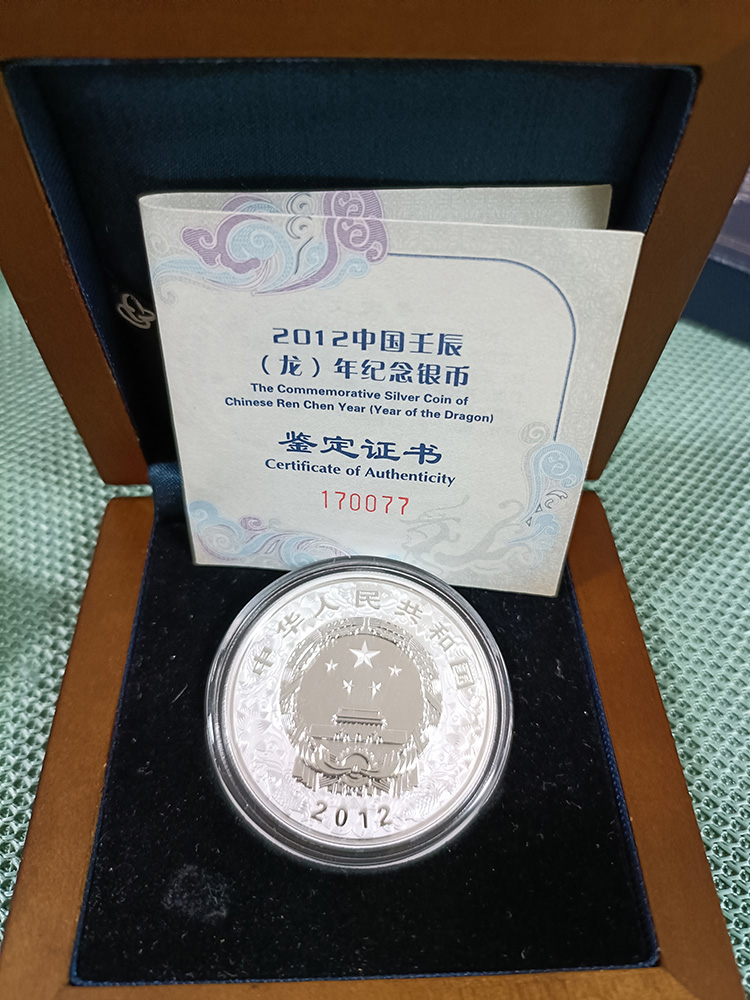 2012中国壬辰
（龙）年纪念银币
The Commemorative Silver Coin of
Chinese Ren Chen Year (Year of the Dragon)
鉴定证书
Certificate of Authenticity
170077
中华人民共和国
2012